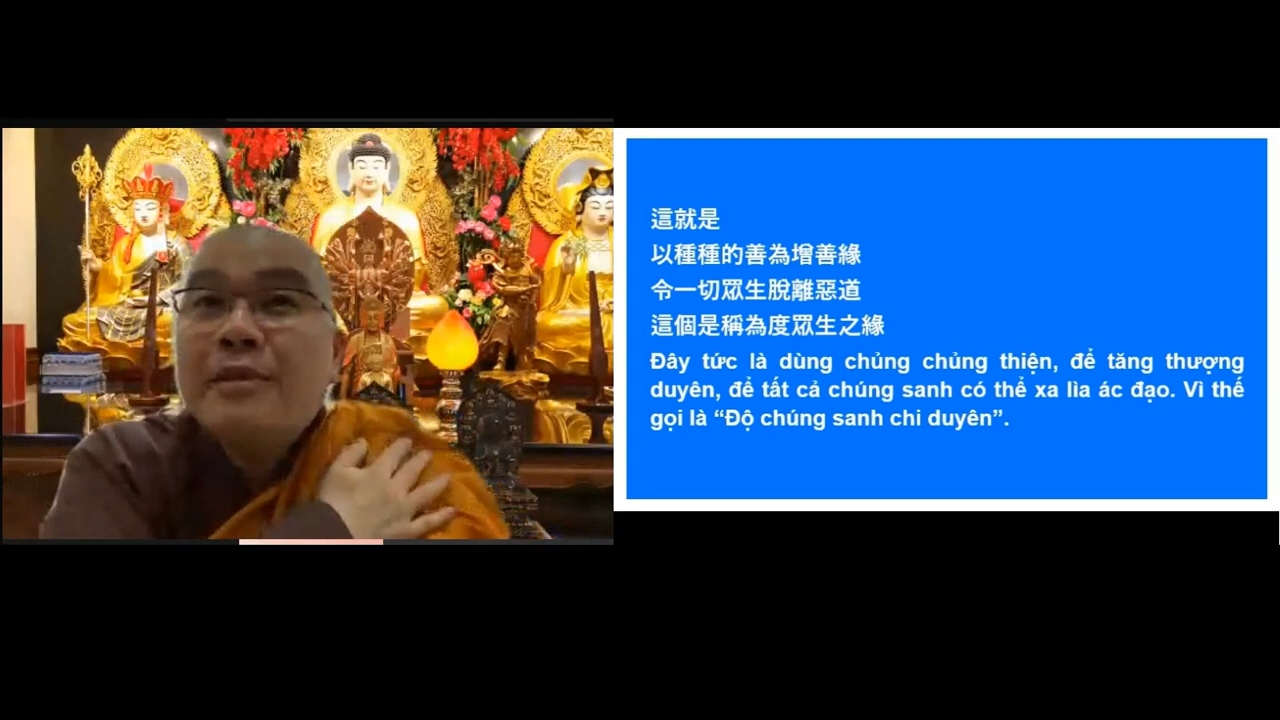 這就是
以種種的善為增善緣
令一切眾生脫離惡道
這個是稱為度眾生之緣
Đây tức là dùng chủng chủng thiện, để tăng thượng
duyên, để tất cả chúng sanh có thể xa lìa ác đạo. Vì thế
gọi là “Độ chúng sanh chi duyên”.